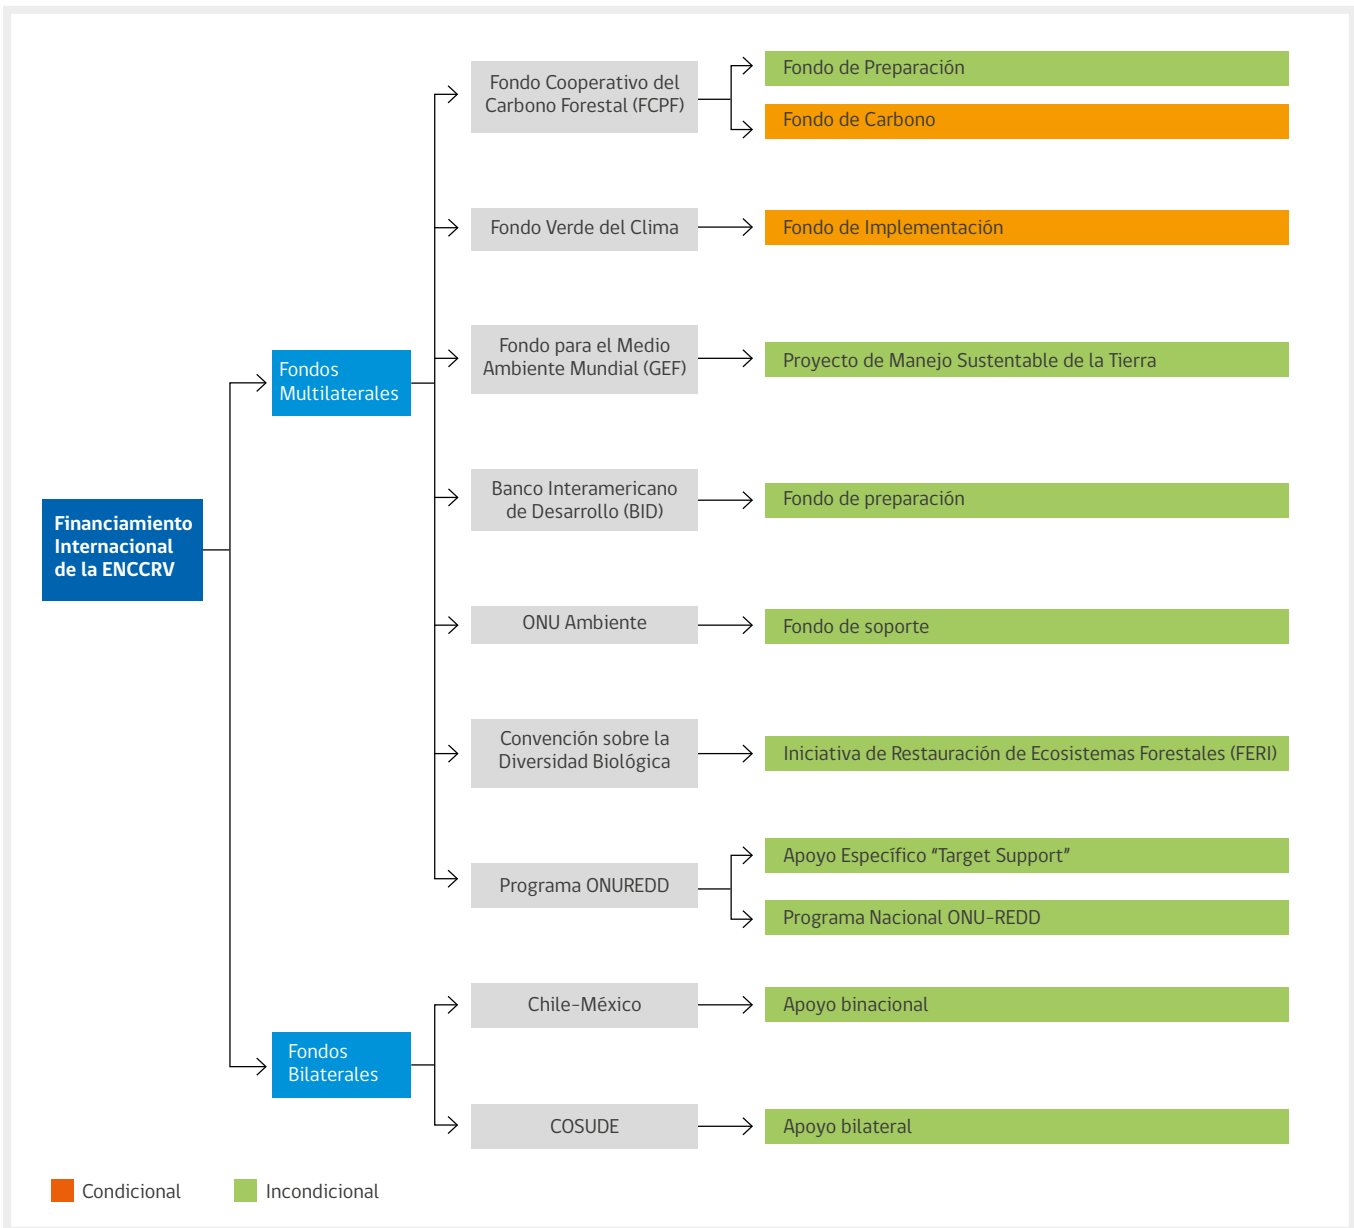 Financiamiento
Internacional
de la ENCCRV
Fondos
Multilaterales
Fondo Cooperativo del
Carbono Forestal (FCPF)
Fondo de Preparación
Fondo de Carbono
Fondo Verde del Clima
Fondo de Implementación
Fondo para el Medio
Ambiente Mundial (GEF)
Proyecto de Manejo Sustentable de la Tierra
Banco Interamericano
de Desarrollo (BID)
Fondo de preparación
ONU Ambiente
Fondo de soporte
Convención sobre la
Diversidad Biológica
Iniciativa de Restauración de Ecosistemas Forestales (FERI)
Programa ONUREDD
Apoyo Específico “Target Support”
Programa Nacional ONU-REDD
Fondos
Bilaterales
Chile-México
Apoyo binacional
COSUDE
Apoyo bilateral
Condicional
Incondicional